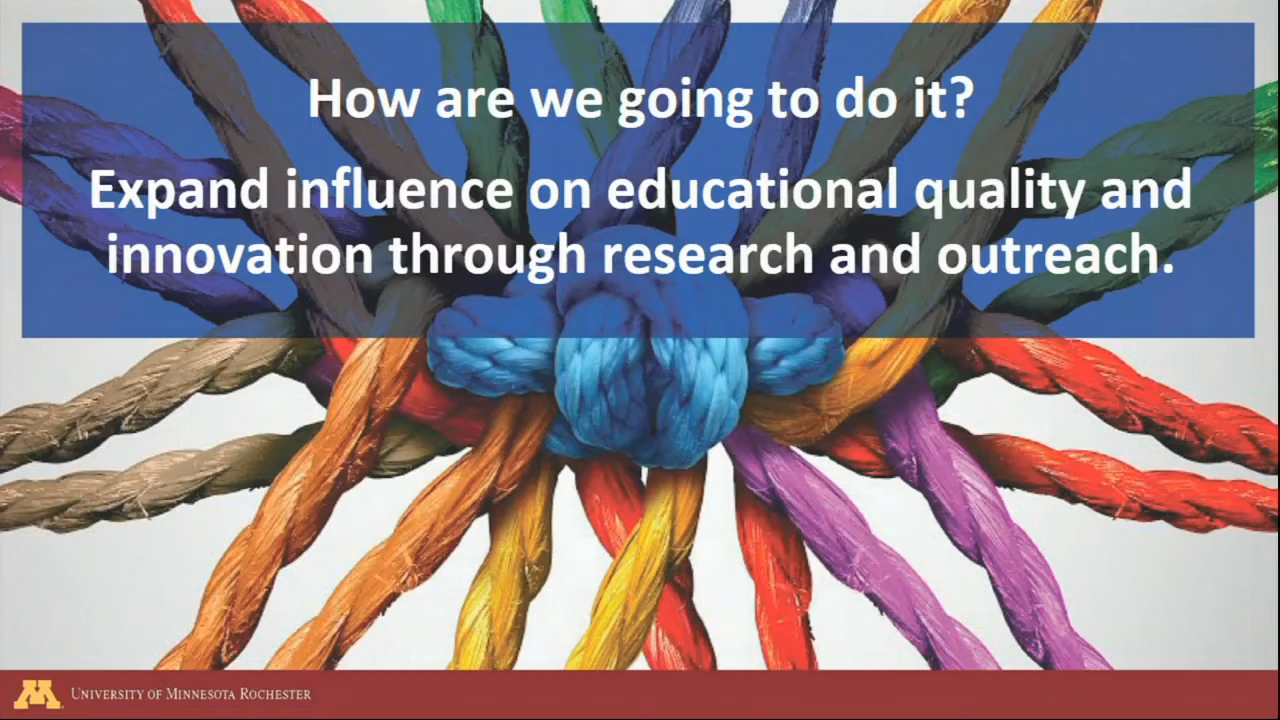 How are we going to do it?
Expand influence on educational quality and
innovation through research and outreach.
M
UNIVERSITY OF MINNESOTA ROCHESTER